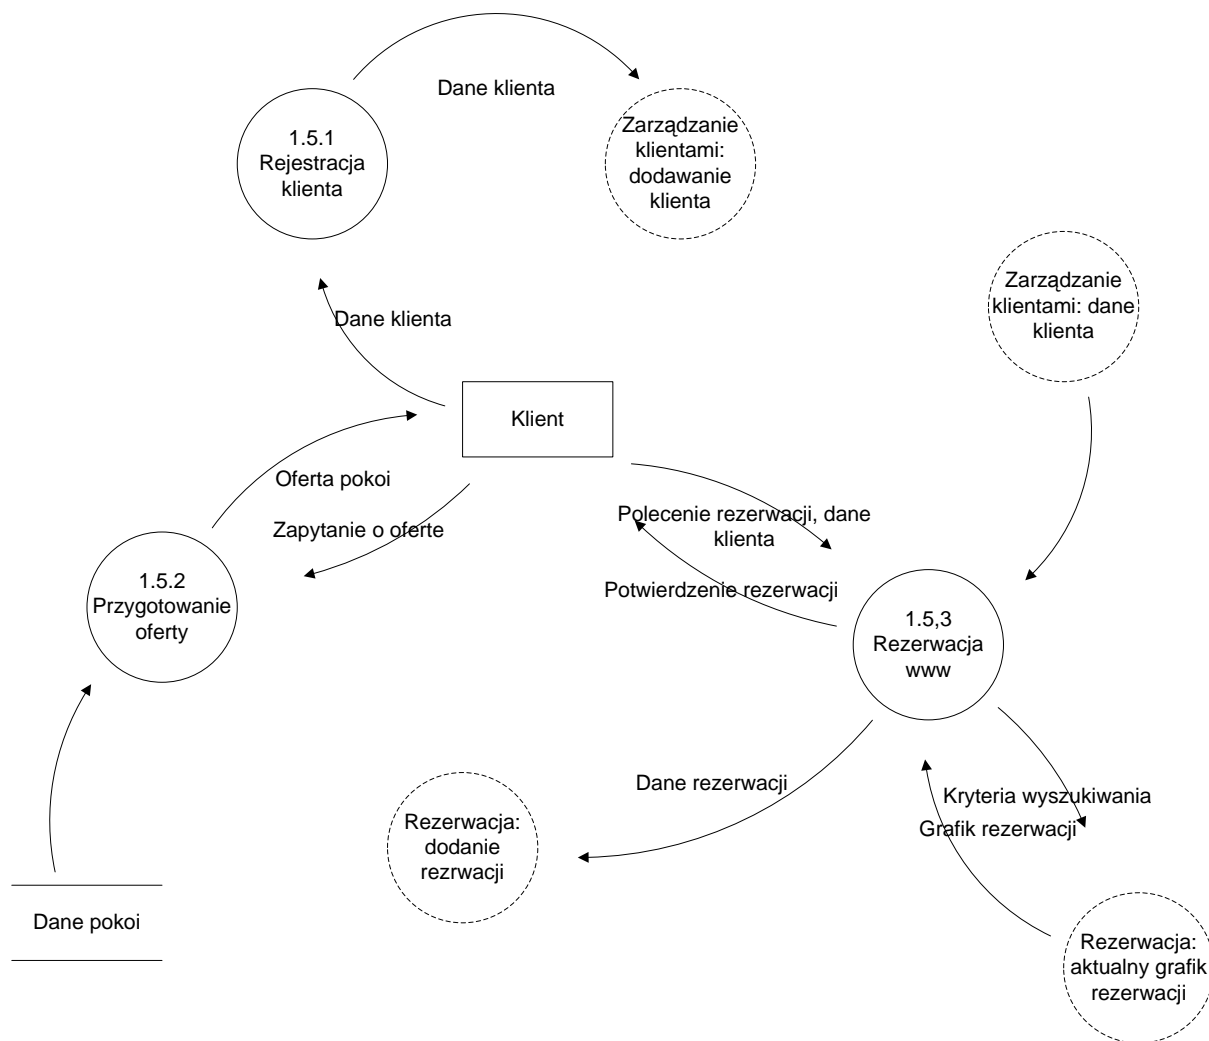 Dane klienta
1.5.1
Rejestracja
klienta
Zarządzanie
klientami:
dodawanie
klienta
Zarządzanie
klientami: dane
klienta
Dane klienta
Klient
Oferta pokoi
Zapytanie o oferte
Polecenie rezerwacji, dane
klienta
Potwierdzenie rezerwacji
1.5.2
Przygotowanie
oferty
1.5,3
Rezerwacja
www
Dane rezerwacji
Kryteria wyszukiwania
Grafik rezerwacji
Rezerwacja:
dodanie
rezrwacji
Dane pokoi
Rezerwacja:
aktualny grafik
rezerwacji